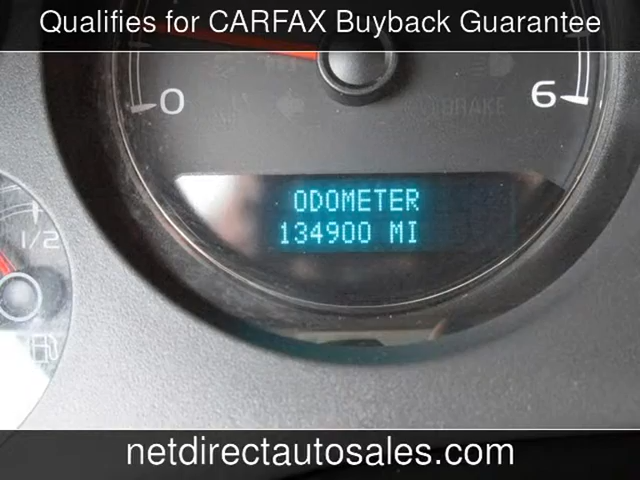 Qualifies for CARFAX Buyback Guarantee
0
6
BRAKE
ODOMETER
134900 MI
1/2
netdirectautosales.com